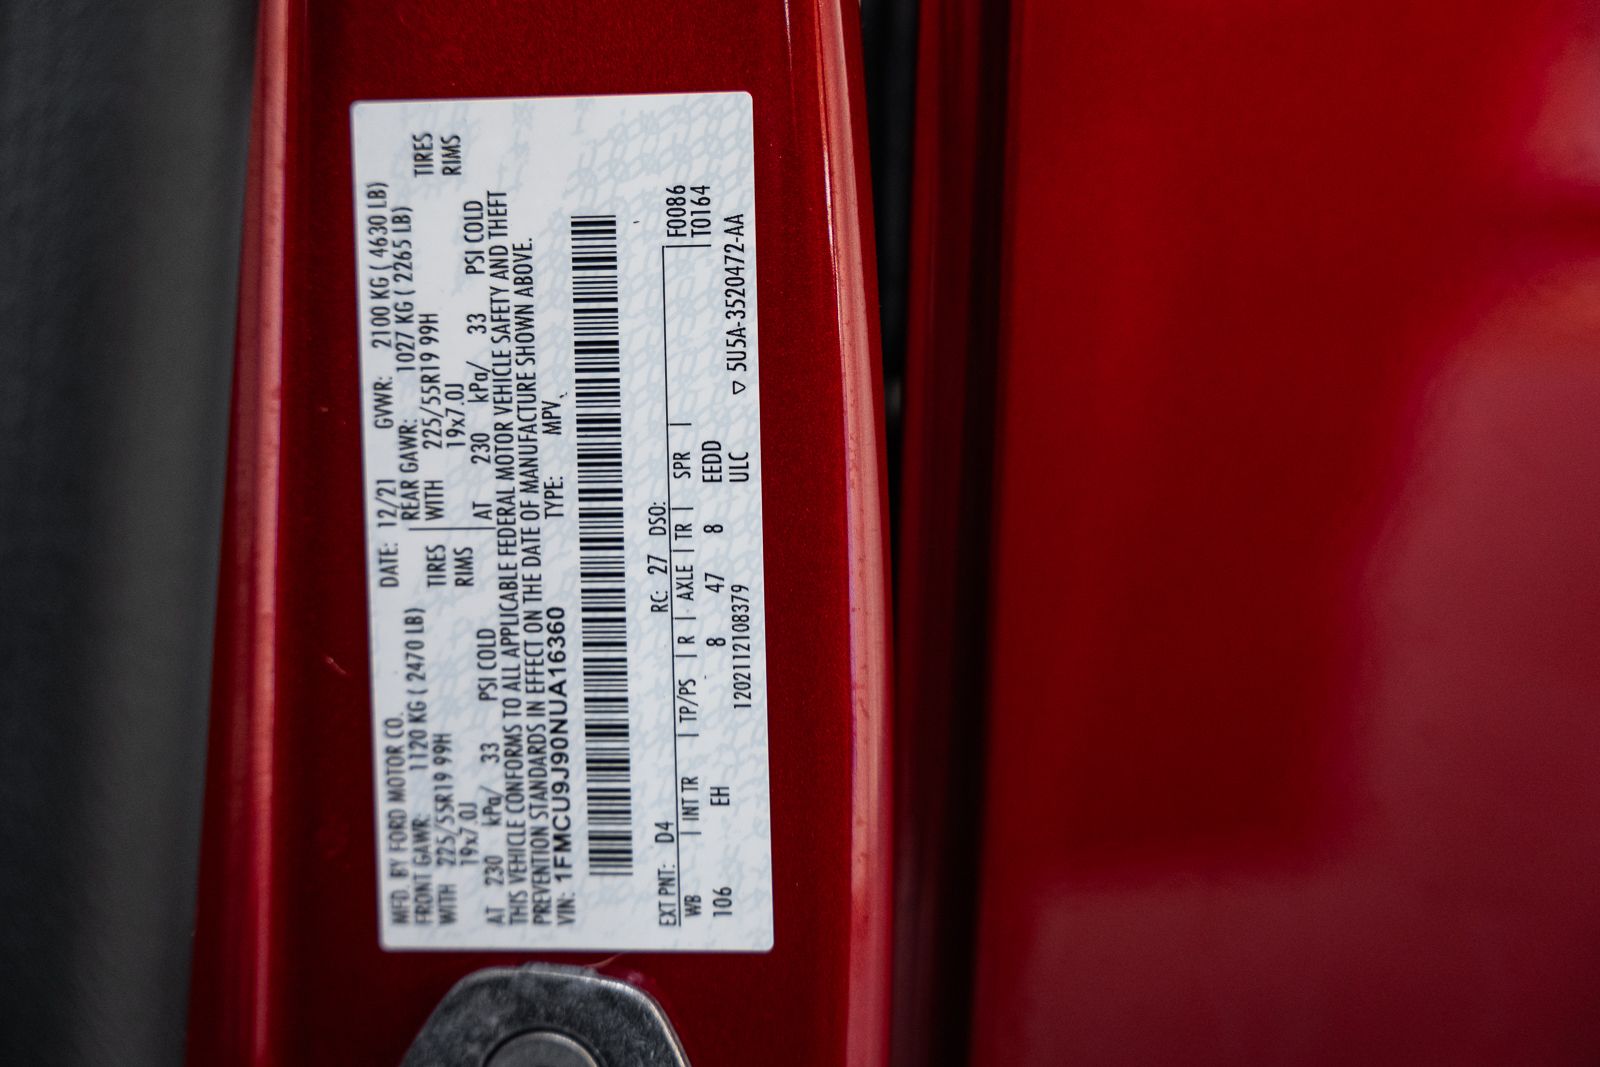 MFD. BY FORD MOTOR CO. DATE: 12/21 GVWR: 2100 KG ( 4630 LB)
FRONT GAWR: 1120 KG ( 2470 LB) REAR GAWR: 1027 KG ( 2265 LB)
WITH 225/55R19 99H TIRES WITH 225/55R19 99H TIRES
19x7.0J RIMS 19x7.0J RIMS
AT 230 kPa/ 33 PSI COLD AT 230 kPa/ 33 PSI COLD
THIS VEHICLE CONFORMS TO ALL APPLICABLE FEDERAL MOTOR VEHICLE SAFETY AND THEFT
PREVENTION STANDARDS IN EFFECT ON THE DATE OF MANUFACTURE SHOWN ABOVE.
VIN: 1FMCU9J90NUA16360 TYPE: MPV
EXT PNT: D4 RC: 27 DSO: F0086
WB | INT TR | TP/PS | R | AXLE | TR | SPR | T0164
106 EH 8 47 8 EEDD
1202112108379 ULC ▽ 5U5A-3520472-AA